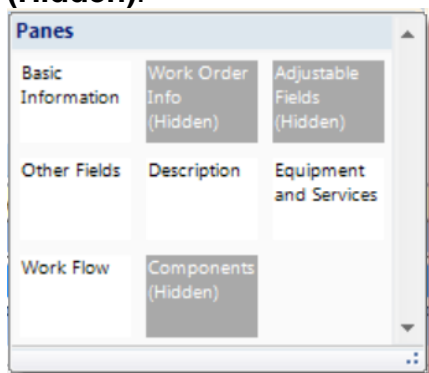 (Hidden).
Panes
Basic
Information
Work Order
Info
(Hidden)
Adjustable
Fields
(Hidden)
Other Fields
Description
Equipment
and Services
Work Flow
Components
(Hidden)